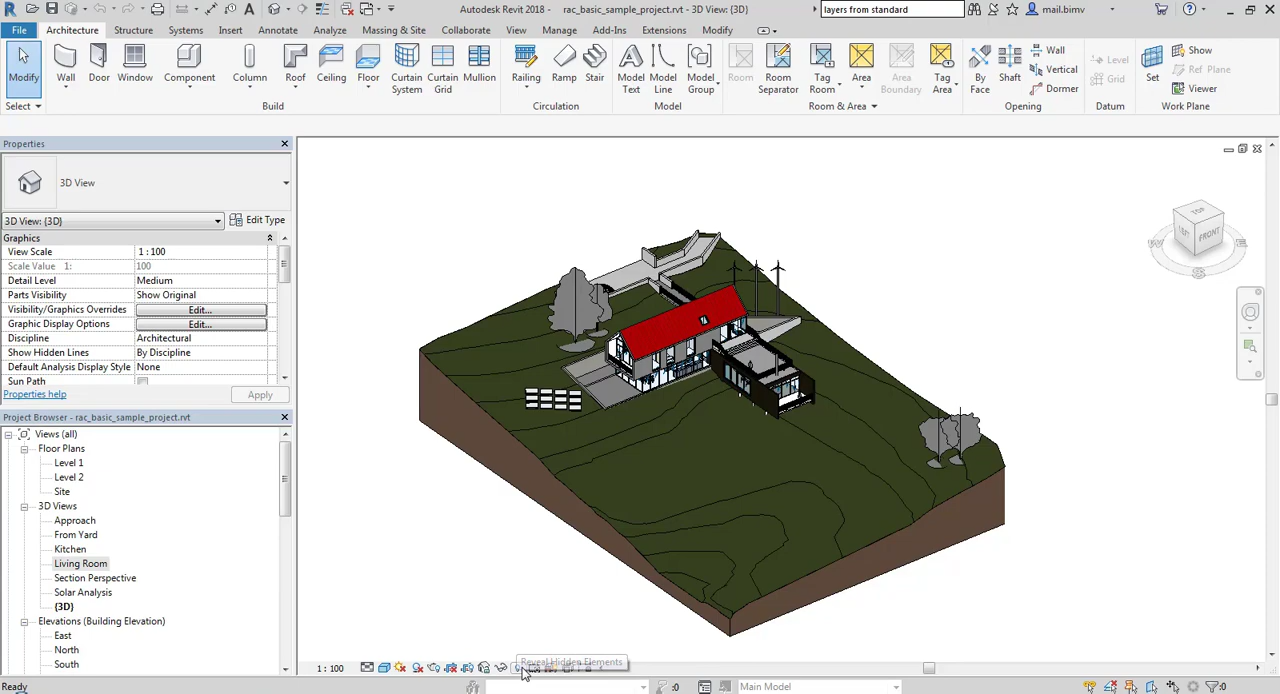 Autodesk Revit 2018 - rac_basic_sample_project.rvt - 3D View: {3D}
layers from standard
mail.bimv
File Architecture Structure Systems Insert Annotate Analyze Massing & Site Collaborate View Manage Add-Ins Extensions Modify
Modify Wall Door Window Component Column Roof Ceiling Floor Curtain System Curtain Grid Mullion Railing Ramp Stair Model Text Model Line Model Group Room Room Separator Tag Room Area Area Boundary Tag Area By Face Shaft Wall Vertical Dormer Level Grid Set Show Ref Plane Viewer
Select Build Circulation Model Room & Area Opening Datum Work Plane
Properties
3D View
3D View: {3D} Edit Type
Graphics
View Scale 1 : 100
Scale Value 1: 100
Detail Level Medium
Parts Visibility Show Original
Visibility/Graphics Overrides Edit...
Graphic Display Options Edit...
Discipline Architectural
Show Hidden Lines By Discipline
Default Analysis Display Style None
Sun Path
Properties help Apply
Project Browser - rac_basic_sample_project.rvt
Views (all)
Floor Plans
Level 1
Level 2
Site
3D Views
Approach
From Yard
Kitchen
Living Room
Section Perspective
Solar Analysis
{3D}
Elevations (Building Elevation)
East
North
South
TOP
LEFT FRONT
W S E
1 : 100
Reveal Hidden Elements
Ready :0 Main Model :0